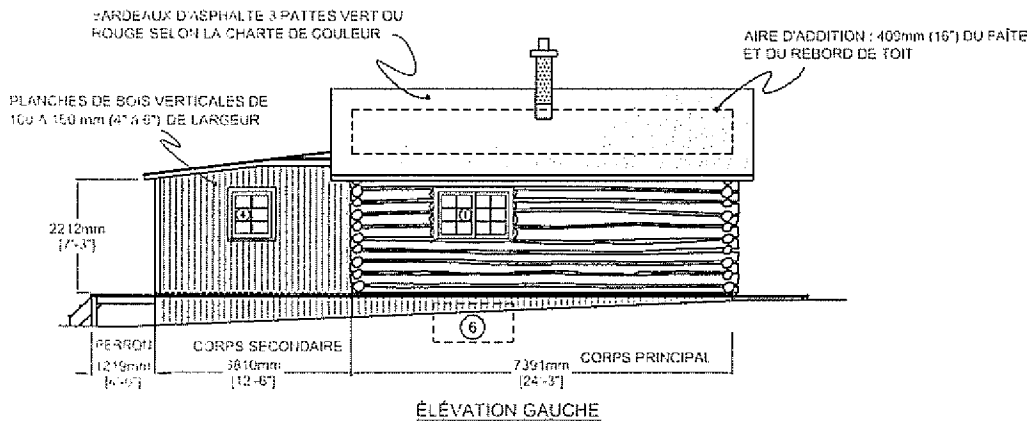 BARDEAUX D'ASPHALTE 3 PATTES VERT OU
ROUGE SELON LA CHARTE DE COULEUR
AIRE D'ADDITION : 400mm (16") DU FAÎTE
ET DU REBORD DE TOIT
PLANCHES DE BOIS VERTICALES DE
100 À 150 mm (4" à 6") DE LARGEUR
4
1
2212mm
[7'-3"]
6
PERRON
1219mm
CORPS SECONDAIRE
3810mm
[12'-6"]
CORPS PRINCIPAL
7391mm
[24'-3"]
ÉLÉVATION GAUCHE